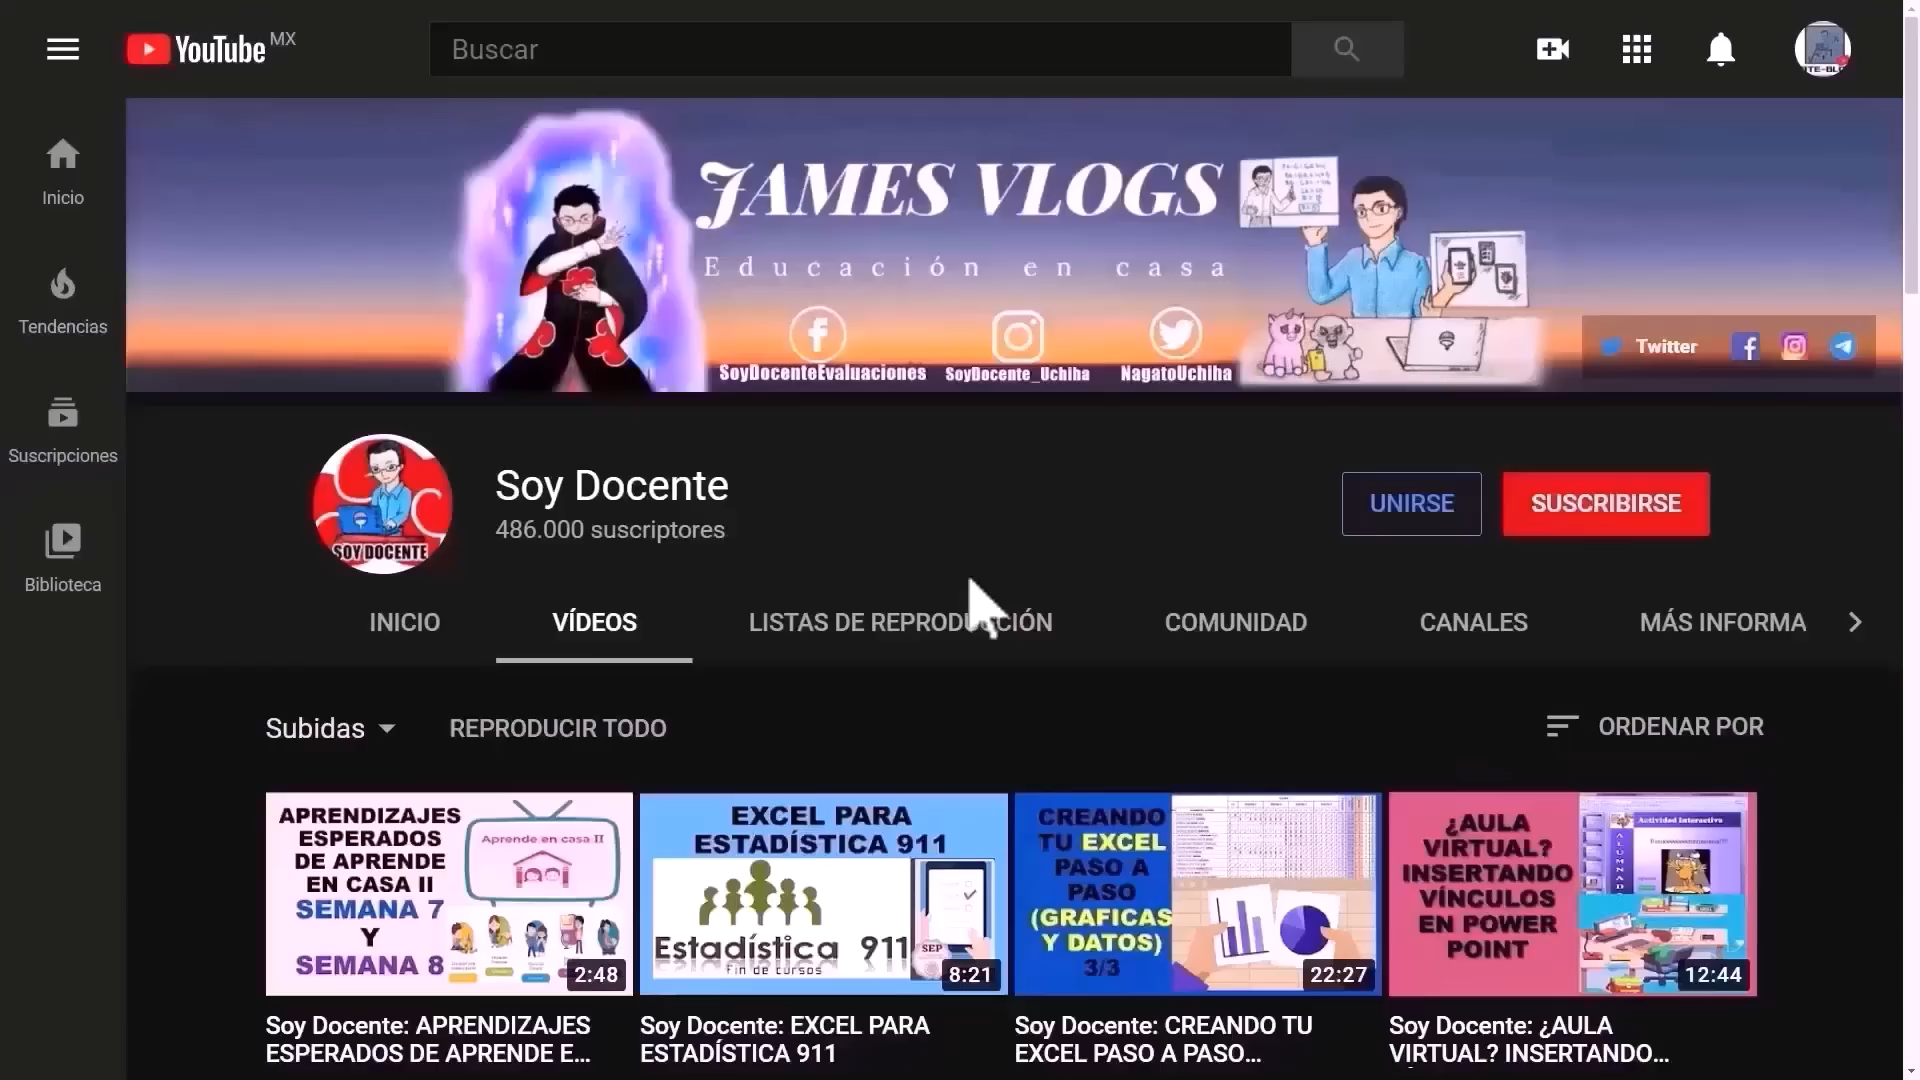 YouTube MX
Buscar
Inicio
Tendencias
Suscripciones
Biblioteca
JAMES VLOGS
Educación en casa
SoyDocenteEvaluaciones
SoyDocente_Uchiha
NagatoUchiha
Twitter
SOY DOCENTE
Soy Docente
486.000 suscriptores
UNIRSE
SUSCRIBIRSE
INICIO
VÍDEOS
LISTAS DE REPRODUCCIÓN
COMUNIDAD
CANALES
MÁS INFORMA
Subidas
REPRODUCIR TODO
ORDENAR POR
APRENDIZAJES
ESPERADOS
DE APRENDE
EN CASA II
SEMANA 7
Y
SEMANA 8
Aprende en casa II
2:48
EXCEL PARA
ESTADÍSTICA 911
Estadística 911
Fin de cursos
SEP
8:21
CREANDO
TU EXCEL
PASO A
PASO
(GRAFICAS
Y DATOS)
3/3
22:27
¿AULA
VIRTUAL?
INSERTANDO
VÍNCULOS
EN POWER
POINT
Actividad Interactiva
ALUMNAD
12:44
Soy Docente: APRENDIZAJES
ESPERADOS DE APRENDE E...
Soy Docente: EXCEL PARA
ESTADÍSTICA 911
Soy Docente: CREANDO TU
EXCEL PASO A PASO...
Soy Docente: ¿AULA
VIRTUAL? INSERTANDO...